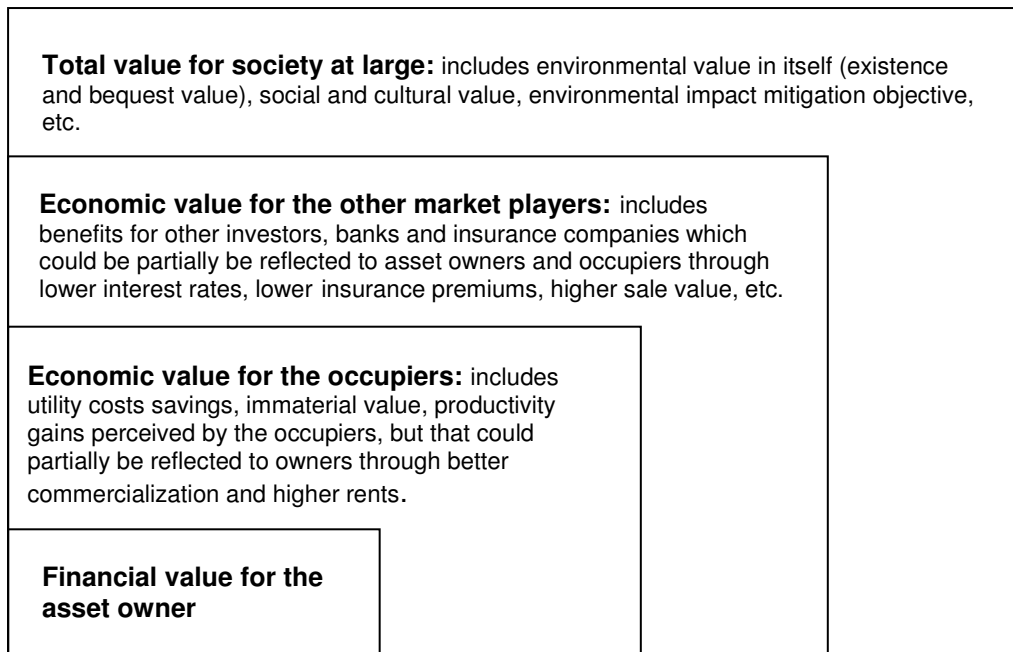 Total value for society at large: includes environmental value in itself (existence
and bequest value), social and cultural value, environmental impact mitigation objective,
etc.
Economic value for the other market players: includes
benefits for other investors, banks and insurance companies which
could be partially be reflected to asset owners and occupiers through
lower interest rates, lower insurance premiums, higher sale value, etc.
Economic value for the occupiers: includes
utility costs savings, immaterial value, productivity
gains perceived by the occupiers, but that could
partially be reflected to owners through better
commercialization and higher rents.
Financial value for the
asset owner